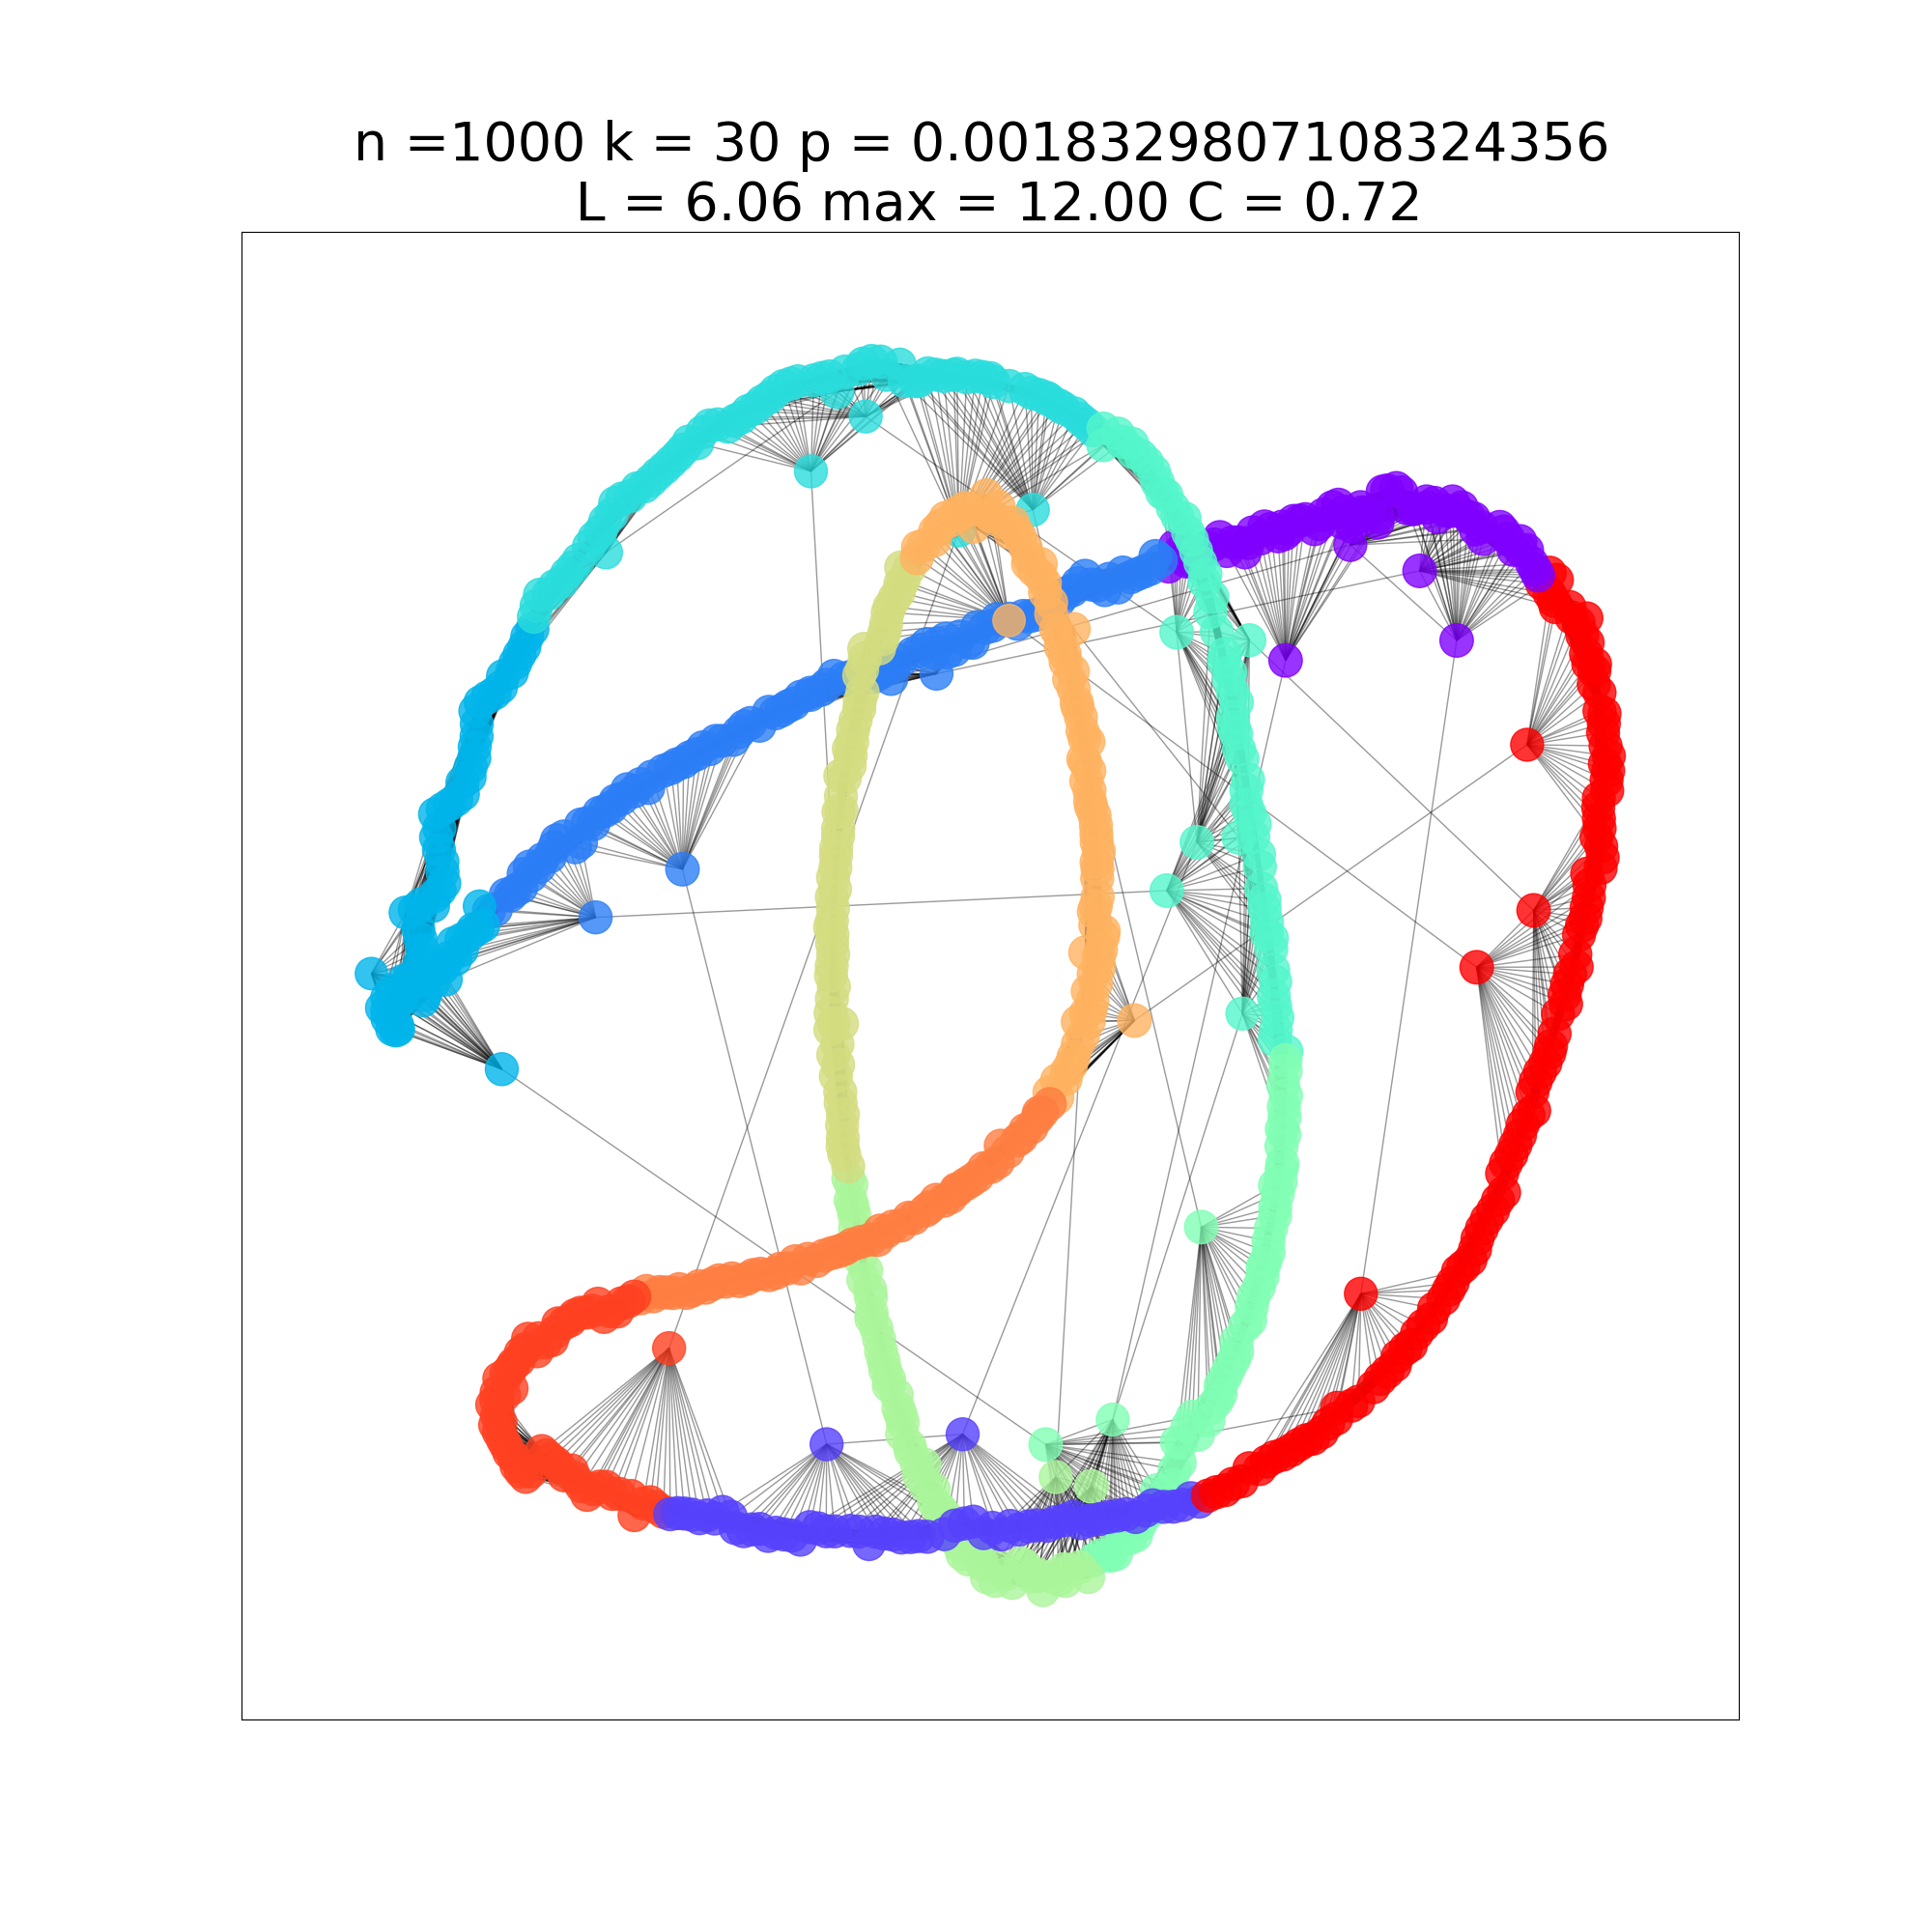 n =1000 k = 30 p = 0.0018329807108324356
L = 6.06 max = 12.00 C = 0.72